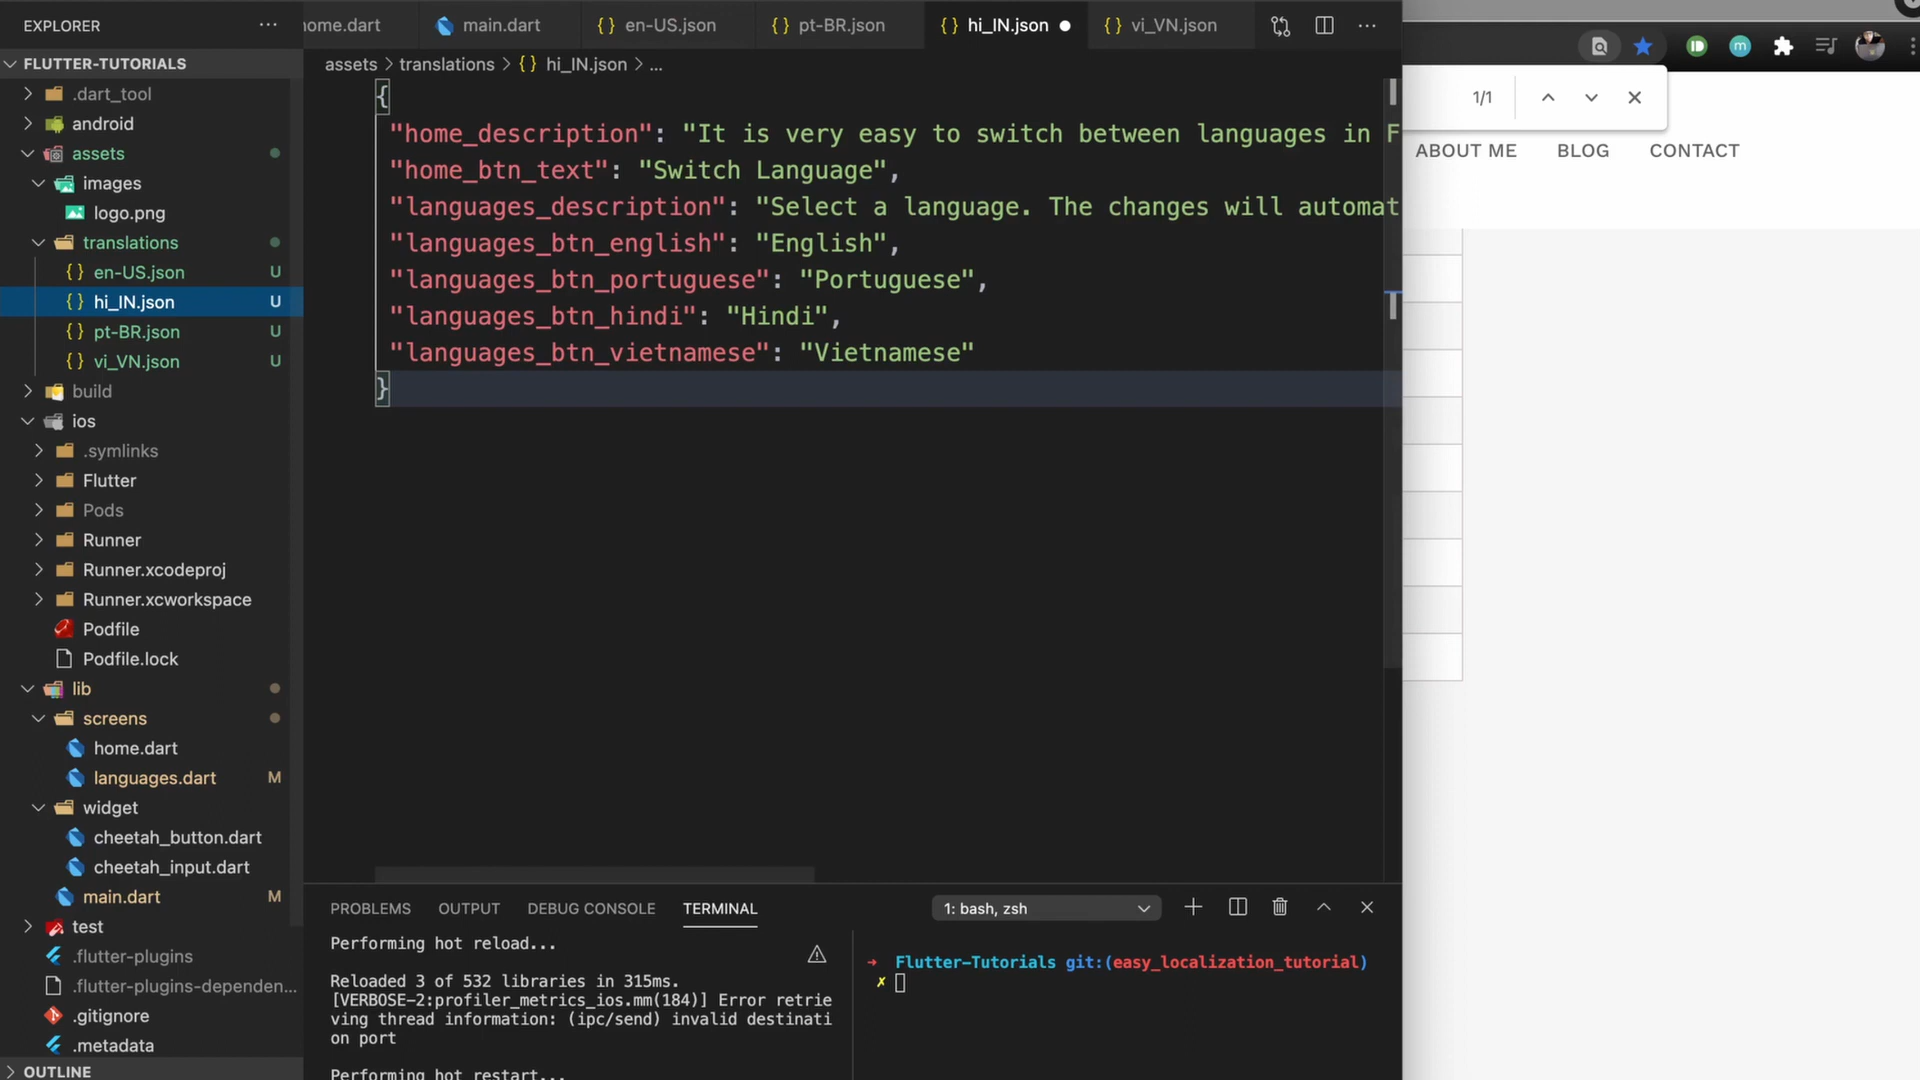 EXPLORER
home.dart
main.dart
{} en-US.json
{} pt-BR.json
{} hi_IN.json
{} vi_VN.json
FLUTTER-TUTORIALS
.dart_tool
android
assets
images
logo.png
translations
{} en-US.json U
{} hi_IN.json U
{} pt-BR.json U
{} vi_VN.json U
build
ios
.symlinks
Flutter
Pods
Runner
Runner.xcodeproj
Runner.xcworkspace
Podfile
Podfile.lock
lib
screens
home.dart
languages.dart M
widget
cheetah_button.dart
cheetah_input.dart
main.dart M
test
.flutter-plugins
.flutter-plugins-dependen...
.gitignore
.metadata
OUTLINE
assets > translations > {} hi_IN.json > ...
{
"home_description": "It is very easy to switch between languages in F
"home_btn_text": "Switch Language",
"languages_description": "Select a language. The changes will automat
"languages_btn_english": "English",
"languages_btn_portuguese": "Portuguese",
"languages_btn_hindi": "Hindi",
"languages_btn_vietnamese": "Vietnamese"
}
PROBLEMS OUTPUT DEBUG CONSOLE TERMINAL
1: bash, zsh
Performing hot reload...
Reloaded 3 of 532 libraries in 315ms.
[VERBOSE-2:profiler_metrics_ios.mm(184)] Error retrie
ving thread information: (ipc/send) invalid destinati
on port
Performing hot restart...
→ Flutter-Tutorials git:(easy_localization_tutorial)
✗
m
1/1
ABOUT ME BLOG CONTACT